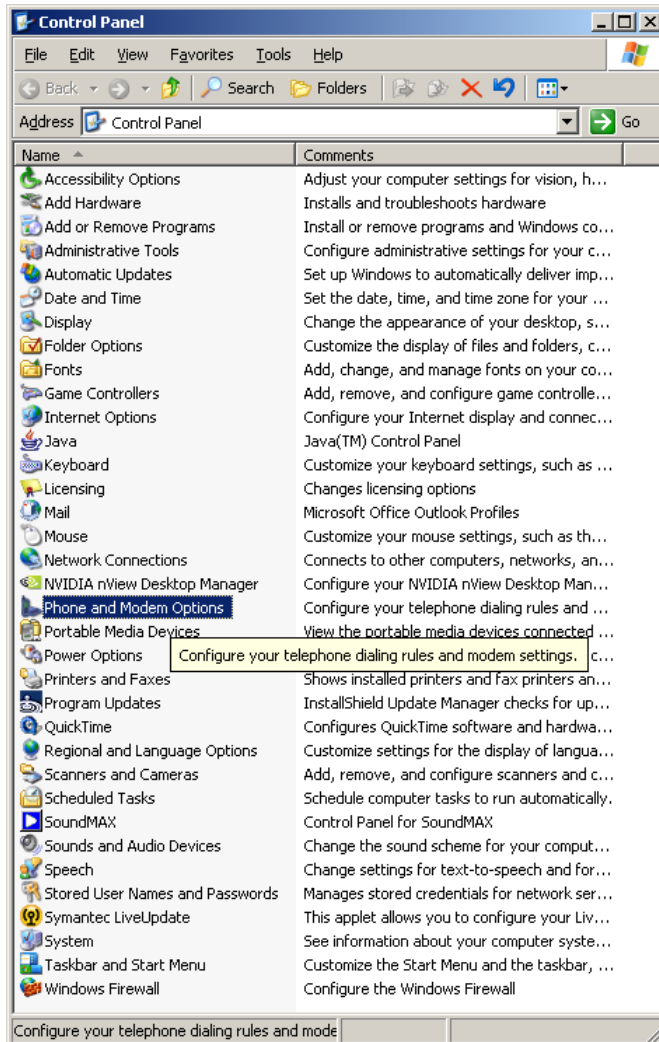 Control Panel
File Edit View Favorites Tools Help
Back Search Folders
Address Control Panel Go
Name Comments
Accessibility Options Adjust your computer settings for vision, h...
Add Hardware Installs and troubleshoots hardware
Add or Remove Programs Install or remove programs and Windows co...
Administrative Tools Configure administrative settings for your c...
Automatic Updates Set up Windows to automatically deliver imp...
Date and Time Set the date, time, and time zone for your ...
Display Change the appearance of your desktop, s...
Folder Options Customize the display of files and folders, c...
Fonts Add, change, and manage fonts on your co...
Game Controllers Add, remove, and configure game controlle...
Internet Options Configure your Internet display and connec...
Java Java(TM) Control Panel
Keyboard Customize your keyboard settings, such as ...
Licensing Changes licensing options
Mail Microsoft Office Outlook Profiles
Mouse Customize your mouse settings, such as th...
Network Connections Connects to other computers, networks, an...
NVIDIA nView Desktop Manager Configure your NVIDIA nView Desktop Man...
Phone and Modem Options Configure your telephone dialing rules and ...
Portable Media Devices View the portable media devices connected ...
Power Options Configure your telephone dialing rules and modem settings. c...
Printers and Faxes Shows installed printers and fax printers an...
Program Updates InstallShield Update Manager checks for up...
QuickTime Configures QuickTime software and hardwa...
Regional and Language Options Customize settings for the display of langua...
Scanners and Cameras Add, remove, and configure scanners and c...
Scheduled Tasks Schedule computer tasks to run automatically.
SoundMAX Control Panel for SoundMAX
Sounds and Audio Devices Change the sound scheme for your comput...
Speech Change settings for text-to-speech and for...
Stored User Names and Passwords Manages stored credentials for network ser...
Symantec LiveUpdate This applet allows you to configure your Liv...
System See information about your computer syste...
Taskbar and Start Menu Customize the Start Menu and the taskbar, ...
Windows Firewall Configure the Windows Firewall
Configure your telephone dialing rules and mode